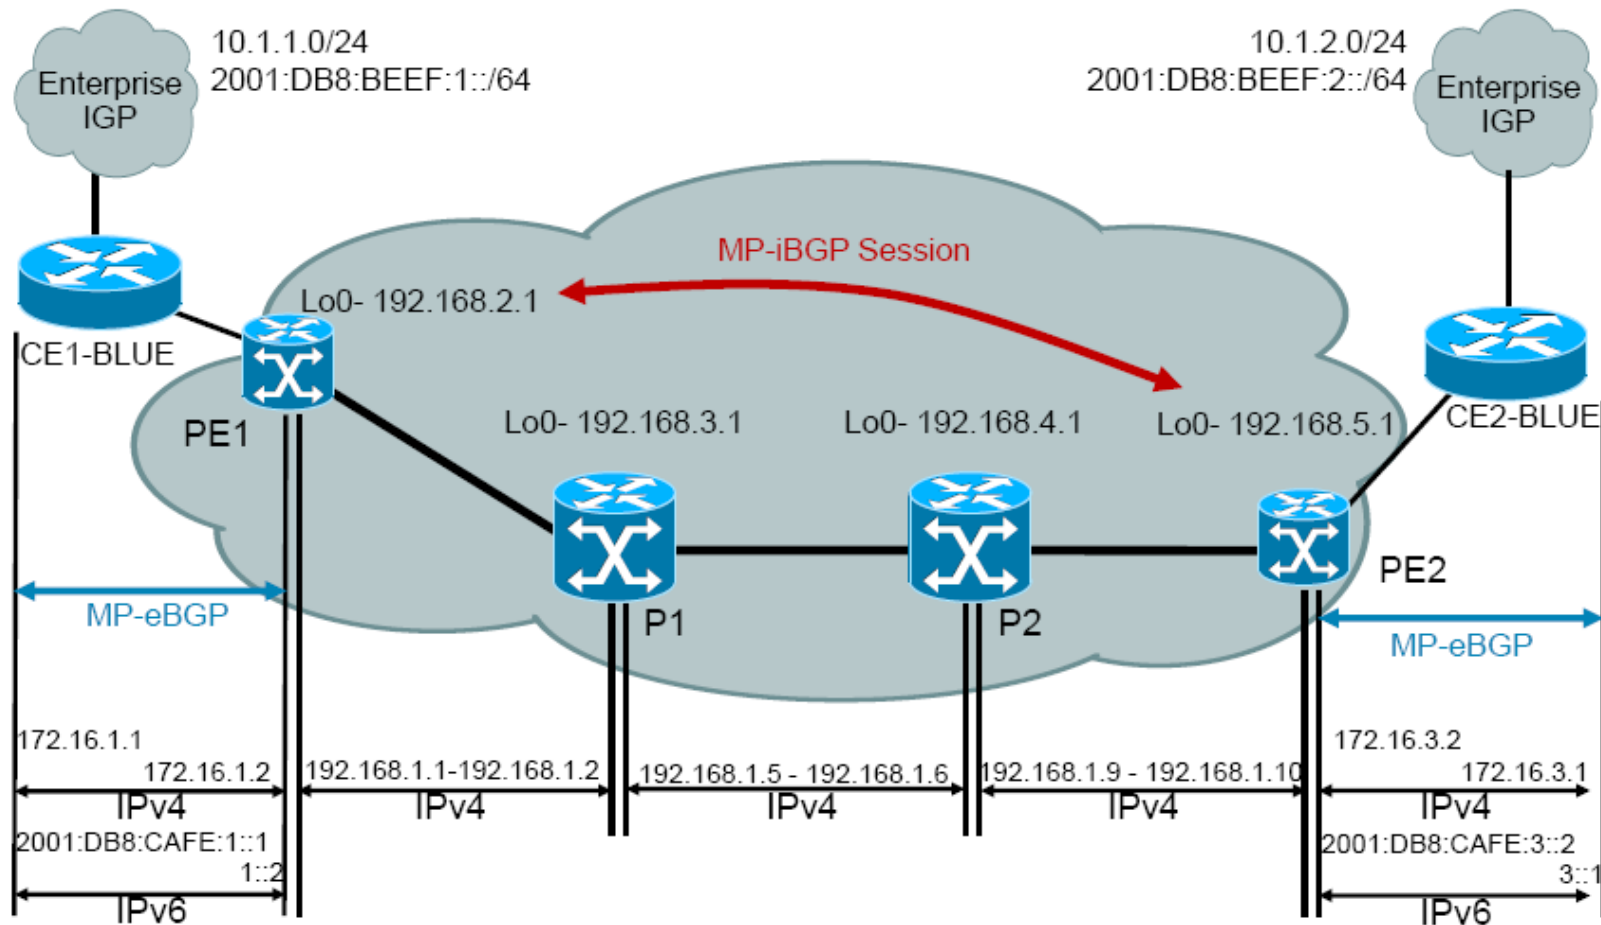 10.1.1.0/24
2001:DB8:BEEF:1::/64
Enterprise
IGP
10.1.2.0/24
2001:DB8:BEEF:2::/64
Enterprise
IGP
MP-iBGP Session
Lo0- 192.168.2.1
CE1-BLUE
PE1
Lo0- 192.168.3.1
Lo0- 192.168.4.1
Lo0- 192.168.5.1
CE2-BLUE
P1
P2
PE2
MP-eBGP
MP-eBGP
172.16.1.1
172.16.1.2
IPv4
192.168.1.1-192.168.1.2
IPv4
192.168.1.5 - 192.168.1.6
IPv4
192.168.1.9 - 192.168.1.10
IPv4
172.16.3.2
172.16.3.1
IPv4
2001:DB8:CAFE:1::1
1::2
IPv6
2001:DB8:CAFE:3::2
3::1
IPv6